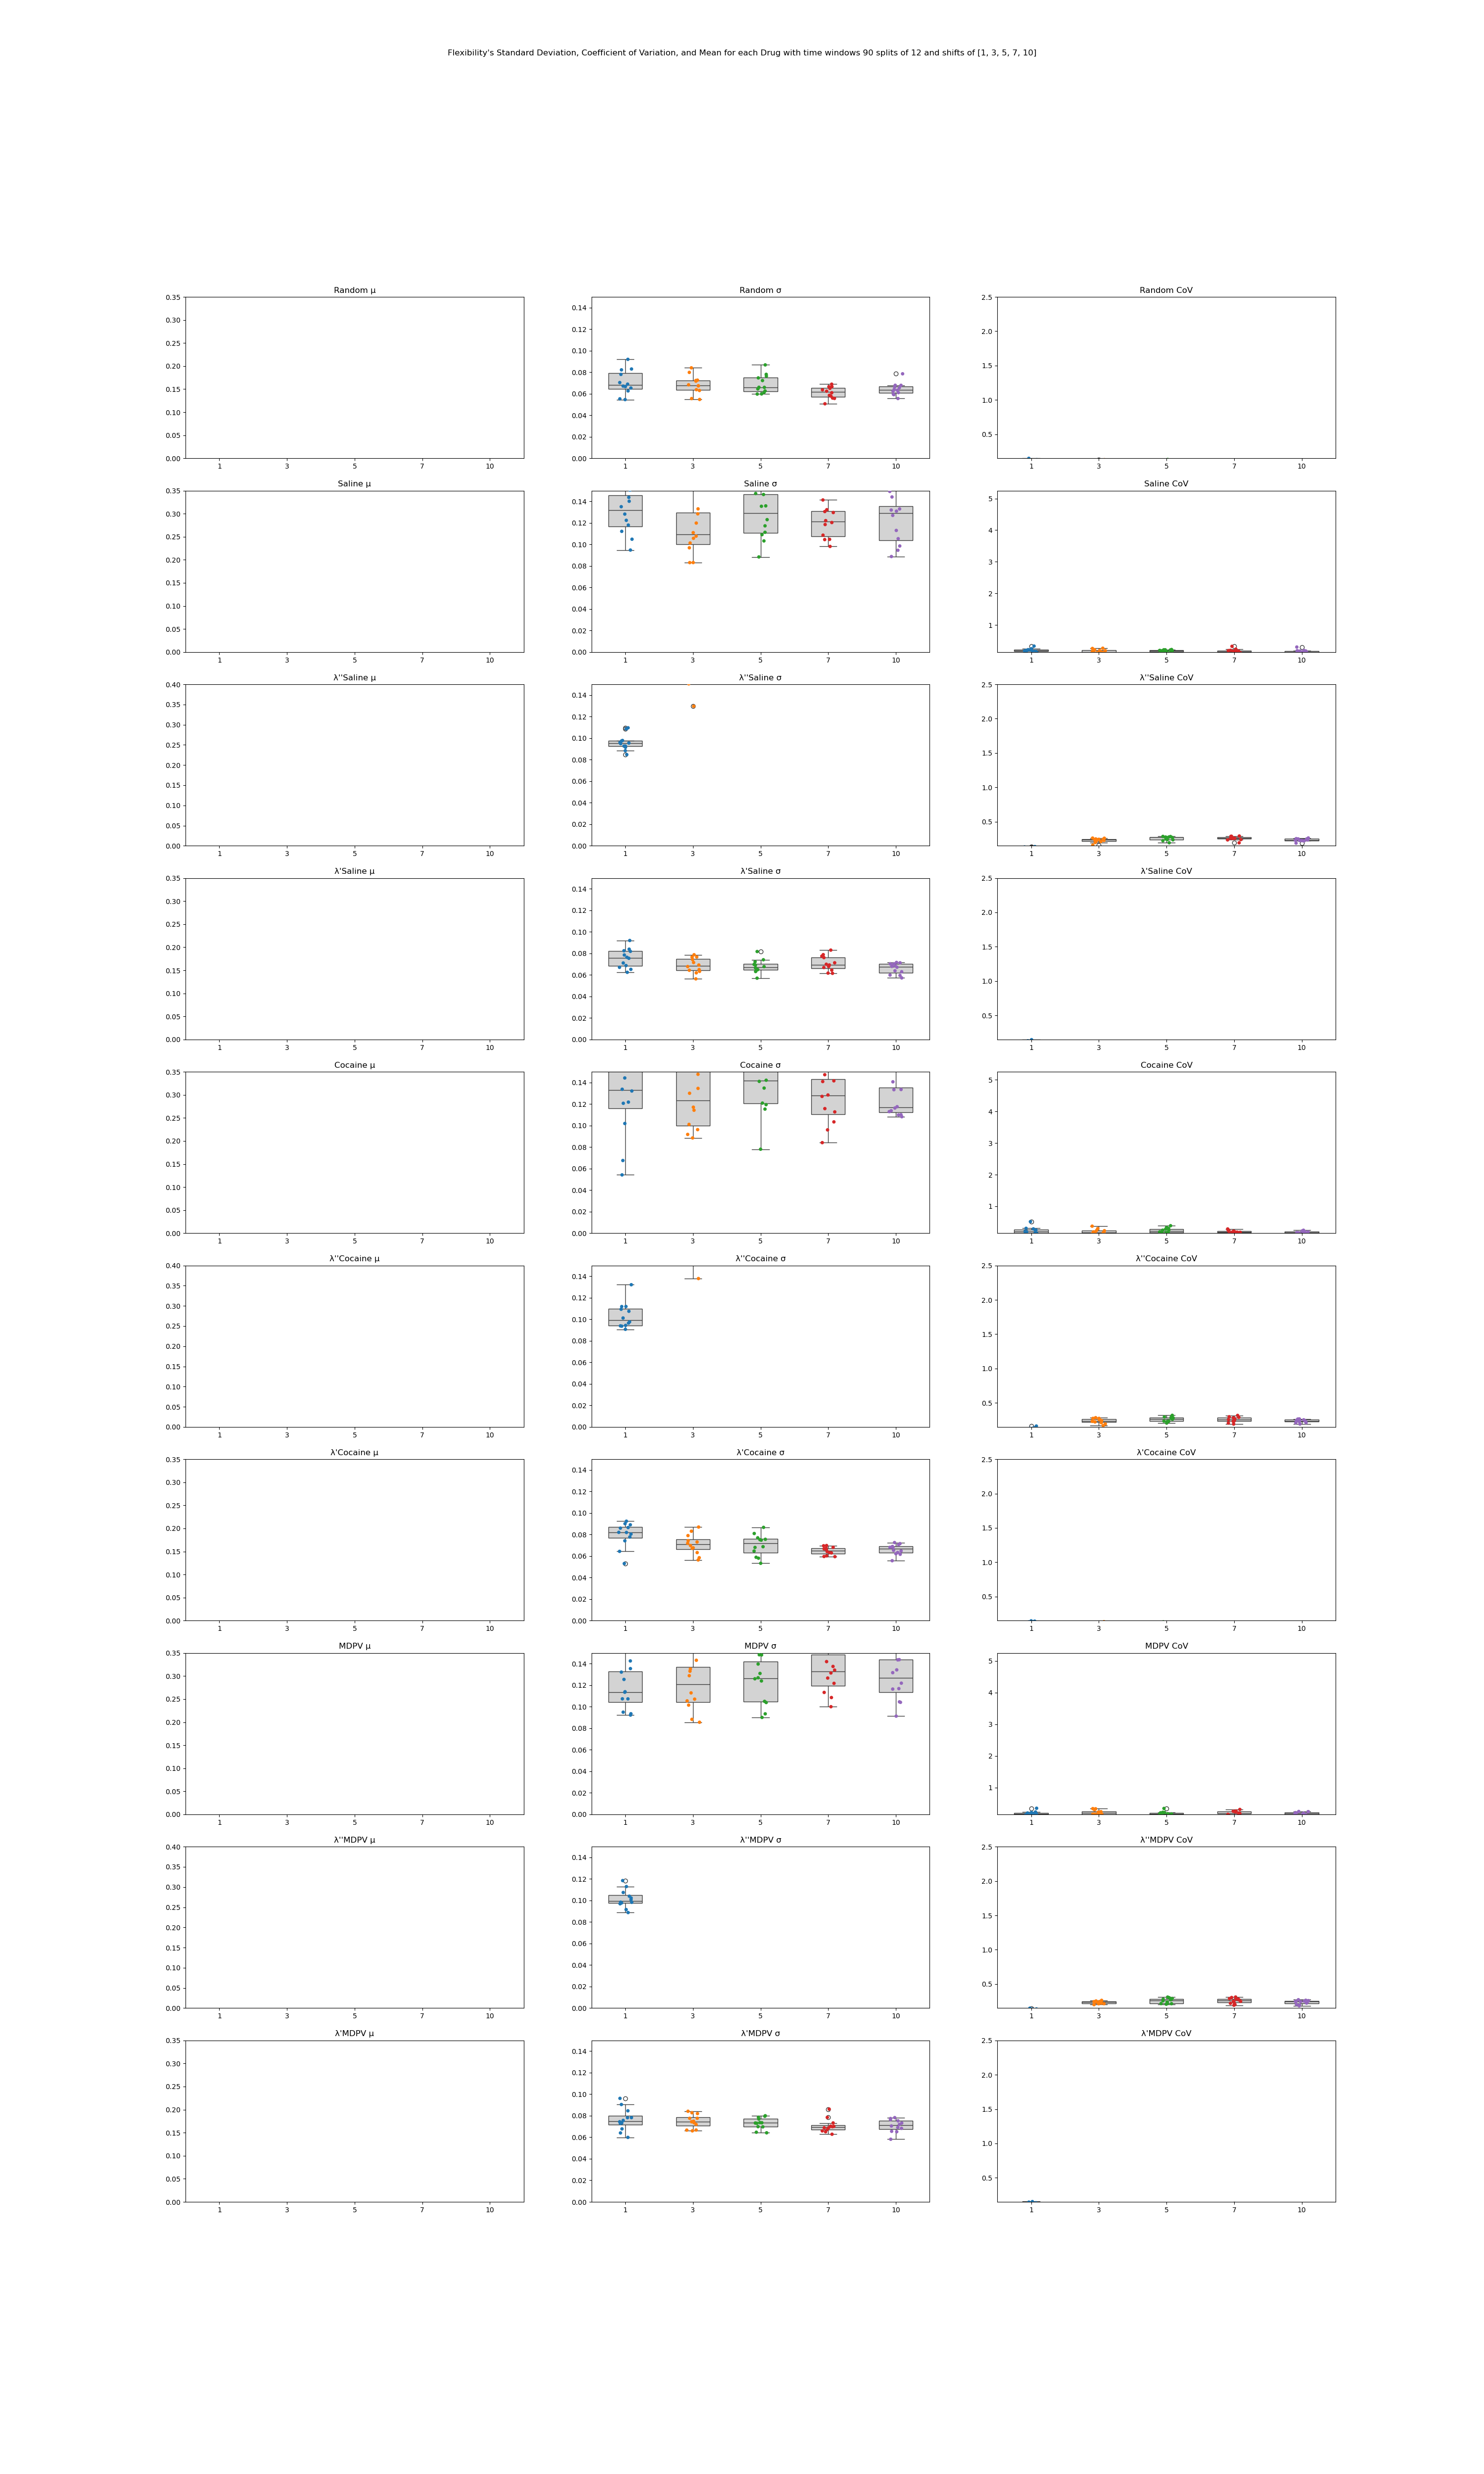 Flexibility's Standard Deviation, Coefficient of Variation, and Mean for each Drug with time windows 90 splits of 12 and shifts of [1, 3, 5, 7, 10]
Random μ Random σ Random CoV
0.35 0.30 0.25 0.20 0.15 0.10 0.05 0.00
0.14 0.12 0.10 0.08 0.06 0.04 0.02 0.00
2.5 2.0 1.5 1.0 0.5
1 3 5 7 10 1 3 5 7 10 1 3 5 7 10
Saline μ Saline σ Saline CoV
0.35 0.30 0.25 0.20 0.15 0.10 0.05 0.00
0.14 0.12 0.10 0.08 0.06 0.04 0.02 0.00
5 4 3 2 1
1 3 5 7 10 1 3 5 7 10 1 3 5 7 10
λ''Saline μ λ''Saline σ λ''Saline CoV
0.40 0.35 0.30 0.25 0.20 0.15 0.10 0.05 0.00
0.14 0.12 0.10 0.08 0.06 0.04 0.02 0.00
2.5 2.0 1.5 1.0 0.5
1 3 5 7 10 1 3 5 7 10 1 3 5 7 10
λ'Saline μ λ'Saline σ λ'Saline CoV
0.35 0.30 0.25 0.20 0.15 0.10 0.05 0.00
0.14 0.12 0.10 0.08 0.06 0.04 0.02 0.00
2.5 2.0 1.5 1.0 0.5
1 3 5 7 10 1 3 5 7 10 1 3 5 7 10
Cocaine μ Cocaine σ Cocaine CoV
0.35 0.30 0.25 0.20 0.15 0.10 0.05 0.00
0.14 0.12 0.10 0.08 0.06 0.04 0.02 0.00
5 4 3 2 1
1 3 5 7 10 1 3 5 7 10 1 3 5 7 10
λ''Cocaine μ λ''Cocaine σ λ''Cocaine CoV
0.40 0.35 0.30 0.25 0.20 0.15 0.10 0.05 0.00
0.14 0.12 0.10 0.08 0.06 0.04 0.02 0.00
2.5 2.0 1.5 1.0 0.5
1 3 5 7 10 1 3 5 7 10 1 3 5 7 10
λ'Cocaine μ λ'Cocaine σ λ'Cocaine CoV
0.35 0.30 0.25 0.20 0.15 0.10 0.05 0.00
0.14 0.12 0.10 0.08 0.06 0.04 0.02 0.00
2.5 2.0 1.5 1.0 0.5
1 3 5 7 10 1 3 5 7 10 1 3 5 7 10
MDPV μ MDPV σ MDPV CoV
0.35 0.30 0.25 0.20 0.15 0.10 0.05 0.00
0.14 0.12 0.10 0.08 0.06 0.04 0.02 0.00
5 4 3 2 1
1 3 5 7 10 1 3 5 7 10 1 3 5 7 10
λ''MDPV μ λ''MDPV σ λ''MDPV CoV
0.40 0.35 0.30 0.25 0.20 0.15 0.10 0.05 0.00
0.14 0.12 0.10 0.08 0.06 0.04 0.02 0.00
2.5 2.0 1.5 1.0 0.5
1 3 5 7 10 1 3 5 7 10 1 3 5 7 10
λ'MDPV μ λ'MDPV σ λ'MDPV CoV
0.35 0.30 0.25 0.20 0.15 0.10 0.05 0.00
0.14 0.12 0.10 0.08 0.06 0.04 0.02 0.00
2.5 2.0 1.5 1.0 0.5
1 3 5 7 10 1 3 5 7 10 1 3 5 7 10